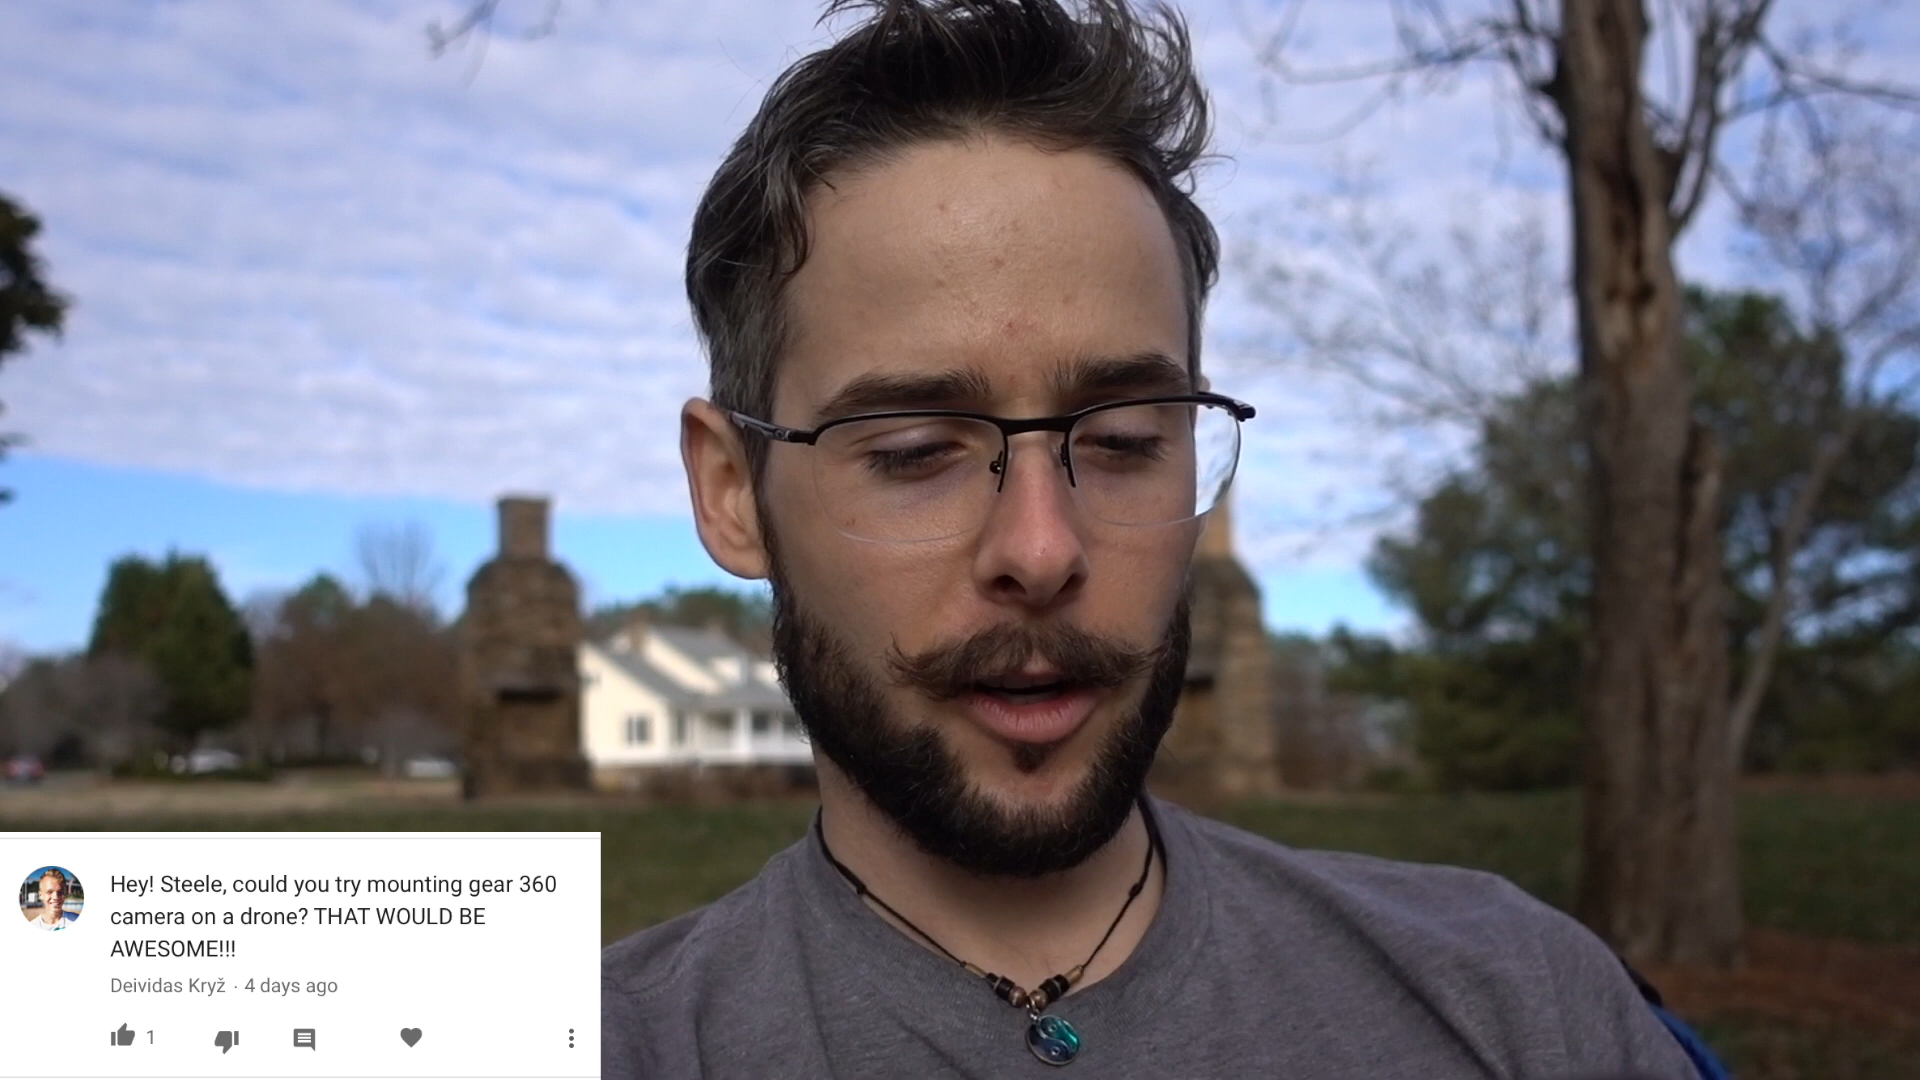 Hey! Steele, could you try mounting gear 360
camera on a drone? THAT WOULD BE
AWESOME!!!
Deividas Kryž · 4 days ago
1